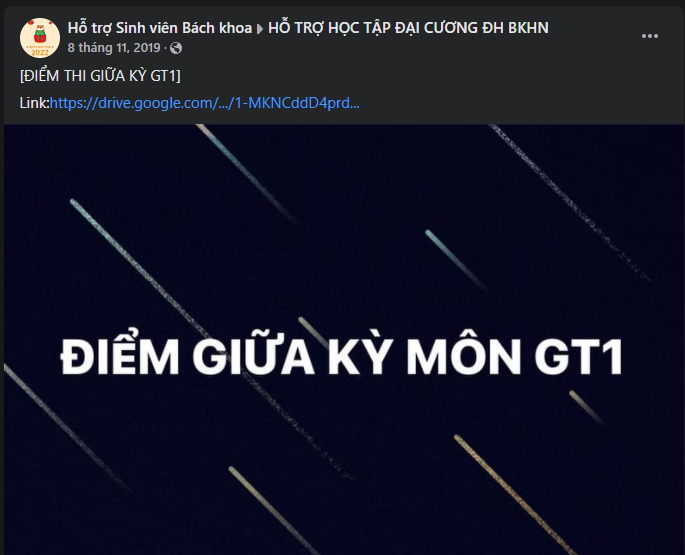 Hỗ trợ Sinh viên Bách khoa ▸ HỖ TRỢ HỌC TẬP ĐẠI CƯƠNG ĐH BKHN
8 tháng 11, 2019 ·
[ĐIỂM THI GIỮA KỲ GT1]
Link:https://drive.google.com/.../1-MKNCddD4prd...
ĐIỂM GIỮA KỲ MÔN GT1